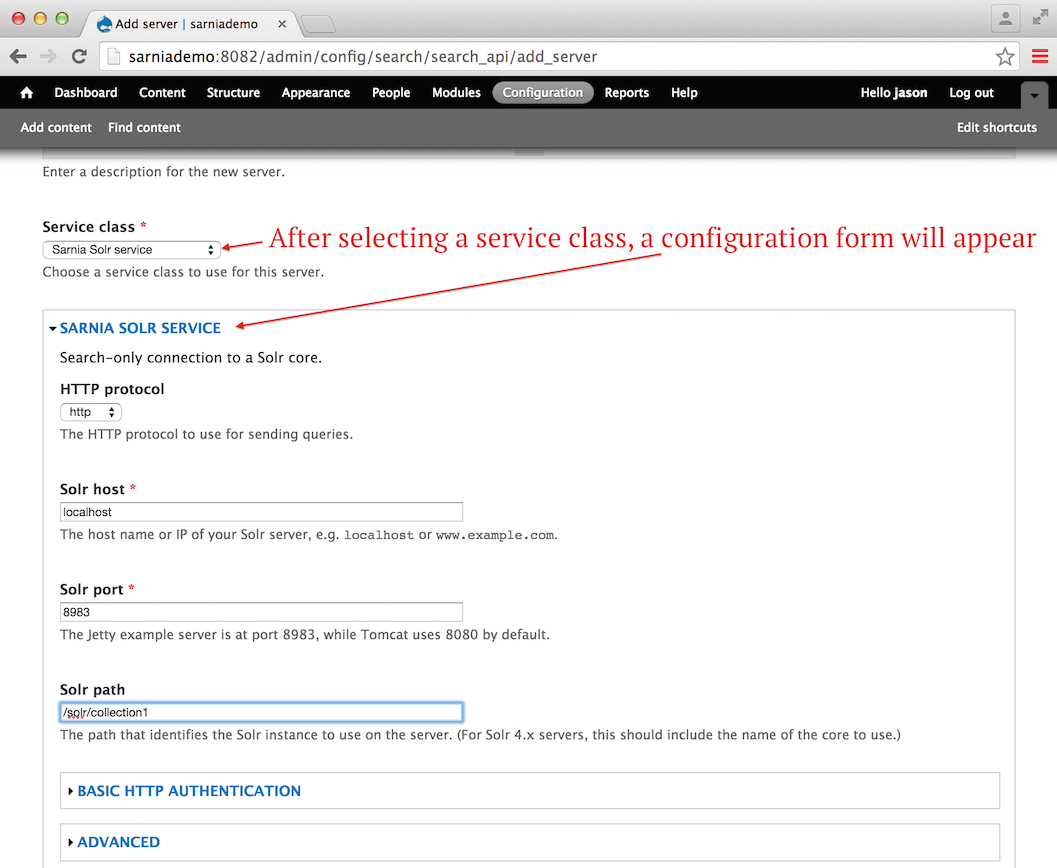 Add server | sarniademo
sarniademo:8082/admin/config/search/search_api/add_server
Dashboard Content Structure Appearance People Modules Configuration Reports Help Hello jason Log out
Add content Find content Edit shortcuts
Enter a description for the new server.
Service class *
Sarnia Solr service
After selecting a service class, a configuration form will appear
Choose a service class to use for this server.
SARNIA SOLR SERVICE
Search-only connection to a Solr core.
HTTP protocol
http
The HTTP protocol to use for sending queries.
Solr host *
localhost
The host name or IP of your Solr server, e.g. localhost or www.example.com.
Solr port *
8983
The Jetty example server is at port 8983, while Tomcat uses 8080 by default.
Solr path
/solr/collection1
The path that identifies the Solr instance to use on the server. (For Solr 4.x servers, this should include the name of the core to use.)
BASIC HTTP AUTHENTICATION
ADVANCED